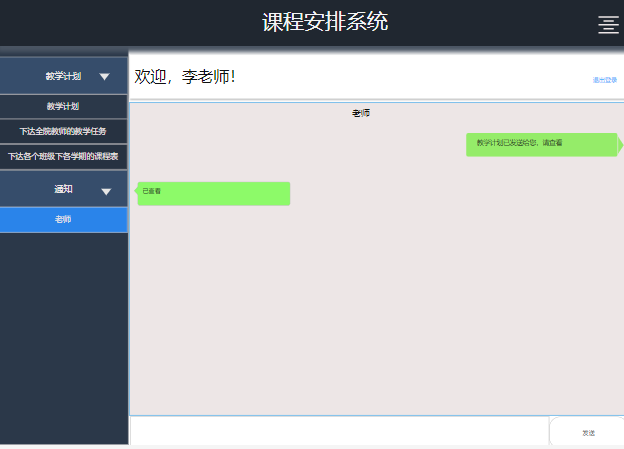 课程安排系统
教学计划
教学计划
下达全院教师的教学任务
下达各个班级下各学期的课程表
通知
老师
欢迎，李老师！
退出登录
老师
教学计划已发送给您，请查看
已查看
发送